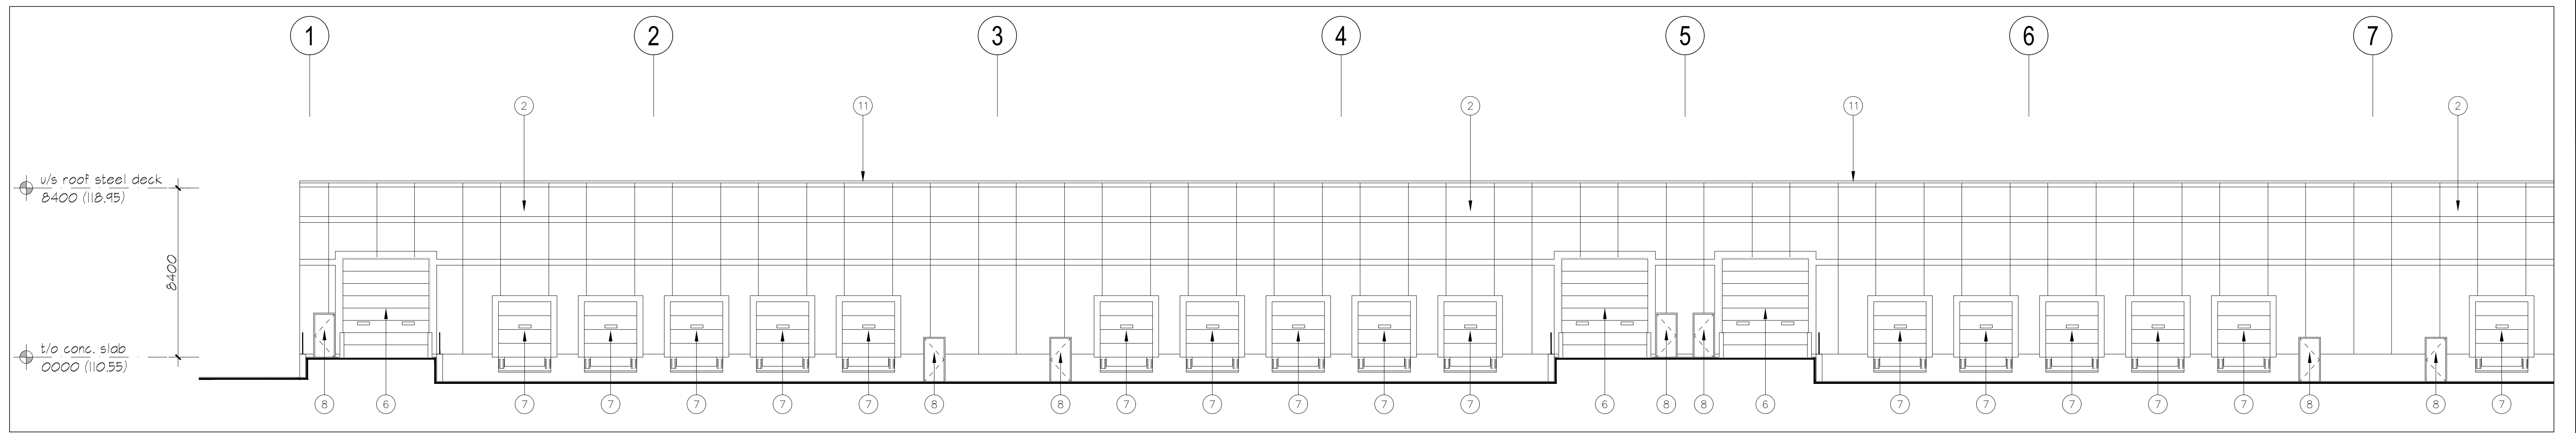 1 2 3 4 5 6 7
2 11 2 11 2
u/s roof steel deck
8400 (118.95)
8400
t/o conc. slab
0000 (110.55)
8 6 7 7 7 7 7 8 8 7 7 7 7 7 6 8 8 6 7 7 7 7 7 8 8 7